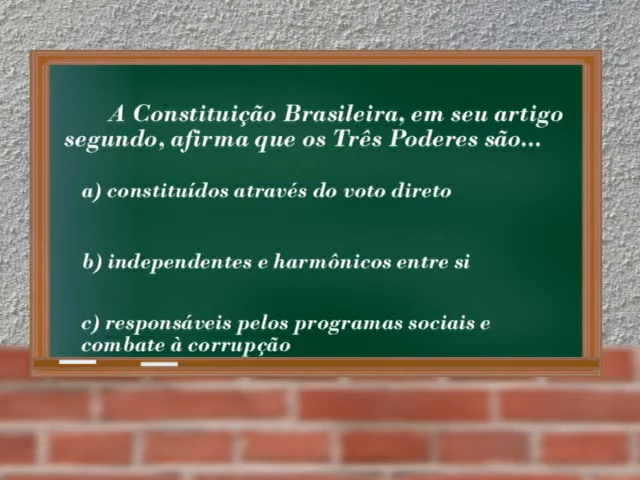 A Constituição Brasileira, em seu artigo
segundo, afirma que os Três Poderes são...
a) constituídos através do voto direto
b) independentes e harmônicos entre si
c) responsáveis pelos programas sociais e
combate à corrupção